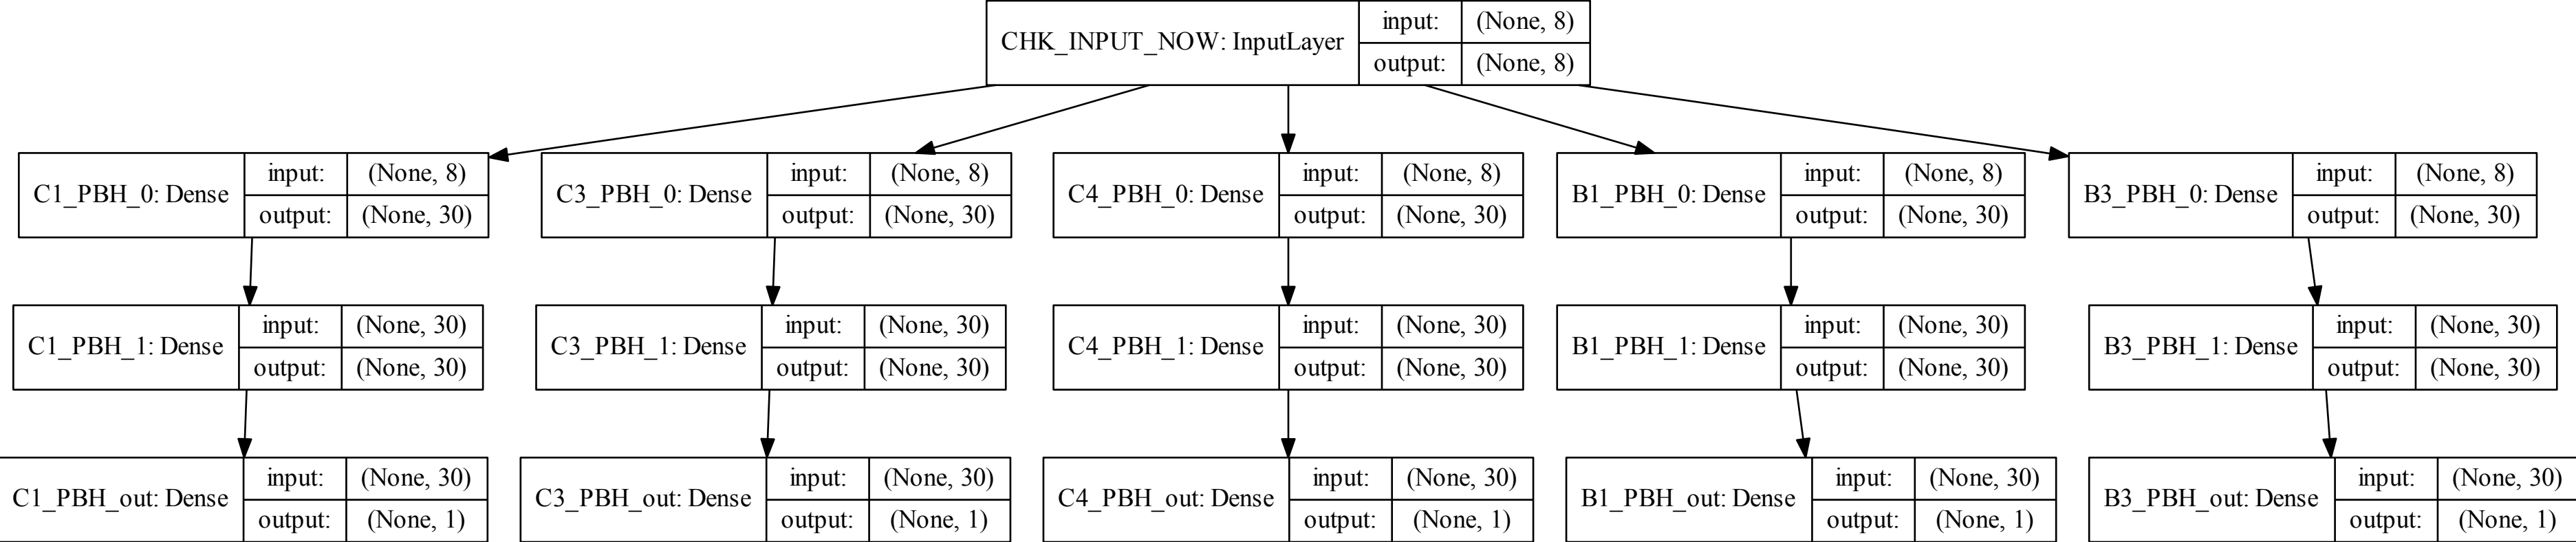 CHK_INPUT_NOW: InputLayer
input: (None, 8)
output: (None, 8)
C1_PBH_0: Dense
input: (None, 8)
output: (None, 30)
C3_PBH_0: Dense
input: (None, 8)
output: (None, 30)
C4_PBH_0: Dense
input: (None, 8)
output: (None, 30)
B1_PBH_0: Dense
input: (None, 8)
output: (None, 30)
B3_PBH_0: Dense
input: (None, 8)
output: (None, 30)
C1_PBH_1: Dense
input: (None, 30)
output: (None, 30)
C3_PBH_1: Dense
input: (None, 30)
output: (None, 30)
C4_PBH_1: Dense
input: (None, 30)
output: (None, 30)
B1_PBH_1: Dense
input: (None, 30)
output: (None, 30)
B3_PBH_1: Dense
input: (None, 30)
output: (None, 30)
C1_PBH_out: Dense
input: (None, 30)
output: (None, 1)
C3_PBH_out: Dense
input: (None, 30)
output: (None, 1)
C4_PBH_out: Dense
input: (None, 30)
output: (None, 1)
B1_PBH_out: Dense
input: (None, 30)
output: (None, 1)
B3_PBH_out: Dense
input: (None, 30)
output: (None, 1)